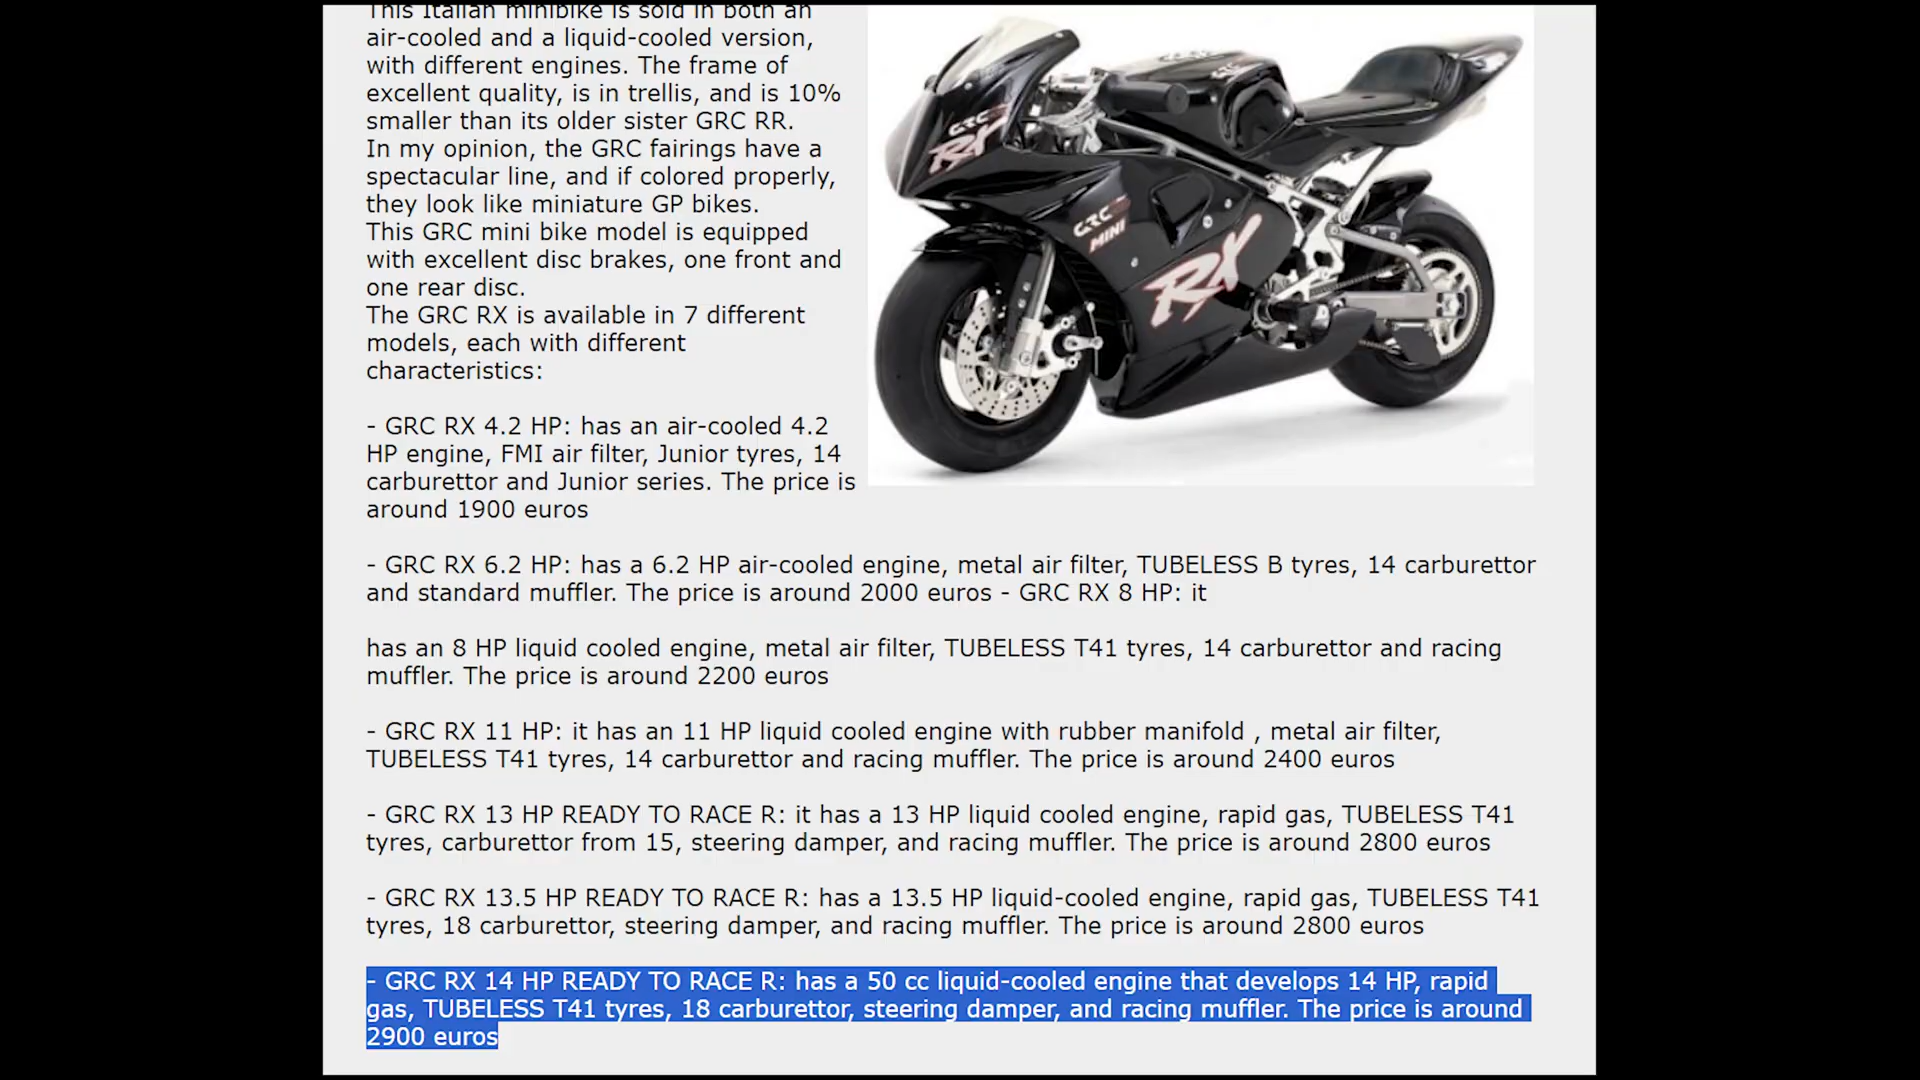 This Italian minibike is sold in both an
air-cooled and a liquid-cooled version,
with different engines. The frame of
excellent quality, is in trellis, and is 10%
smaller than its older sister GRC RR.
In my opinion, the GRC fairings have a
spectacular line, and if colored properly,
they look like miniature GP bikes.
This GRC mini bike model is equipped
with excellent disc brakes, one front and
one rear disc.
The GRC RX is available in 7 different
models, each with different
characteristics:
- GRC RX 4.2 HP: has an air-cooled 4.2
HP engine, FMI air filter, Junior tyres, 14
carburettor and Junior series. The price is
around 1900 euros
GRC
RX
GRC
MINI
RX
- GRC RX 6.2 HP: has a 6.2 HP air-cooled engine, metal air filter, TUBELESS B tyres, 14 carburettor
and standard muffler. The price is around 2000 euros - GRC RX 8 HP: it
has an 8 HP liquid cooled engine, metal air filter, TUBELESS T41 tyres, 14 carburettor and racing
muffler. The price is around 2200 euros
- GRC RX 11 HP: it has an 11 HP liquid cooled engine with rubber manifold , metal air filter,
TUBELESS T41 tyres, 14 carburettor and racing muffler. The price is around 2400 euros
- GRC RX 13 HP READY TO RACE R: it has a 13 HP liquid cooled engine, rapid gas, TUBELESS T41
tyres, carburettor from 15, steering damper, and racing muffler. The price is around 2800 euros
- GRC RX 13.5 HP READY TO RACE R: has a 13.5 HP liquid-cooled engine, rapid gas, TUBELESS T41
tyres, 18 carburettor, steering damper, and racing muffler. The price is around 2800 euros
- GRC RX 14 HP READY TO RACE R: has a 50 cc liquid-cooled engine that develops 14 HP, rapid
gas, TUBELESS T41 tyres, 18 carburettor, steering damper, and racing muffler. The price is around
2900 euros